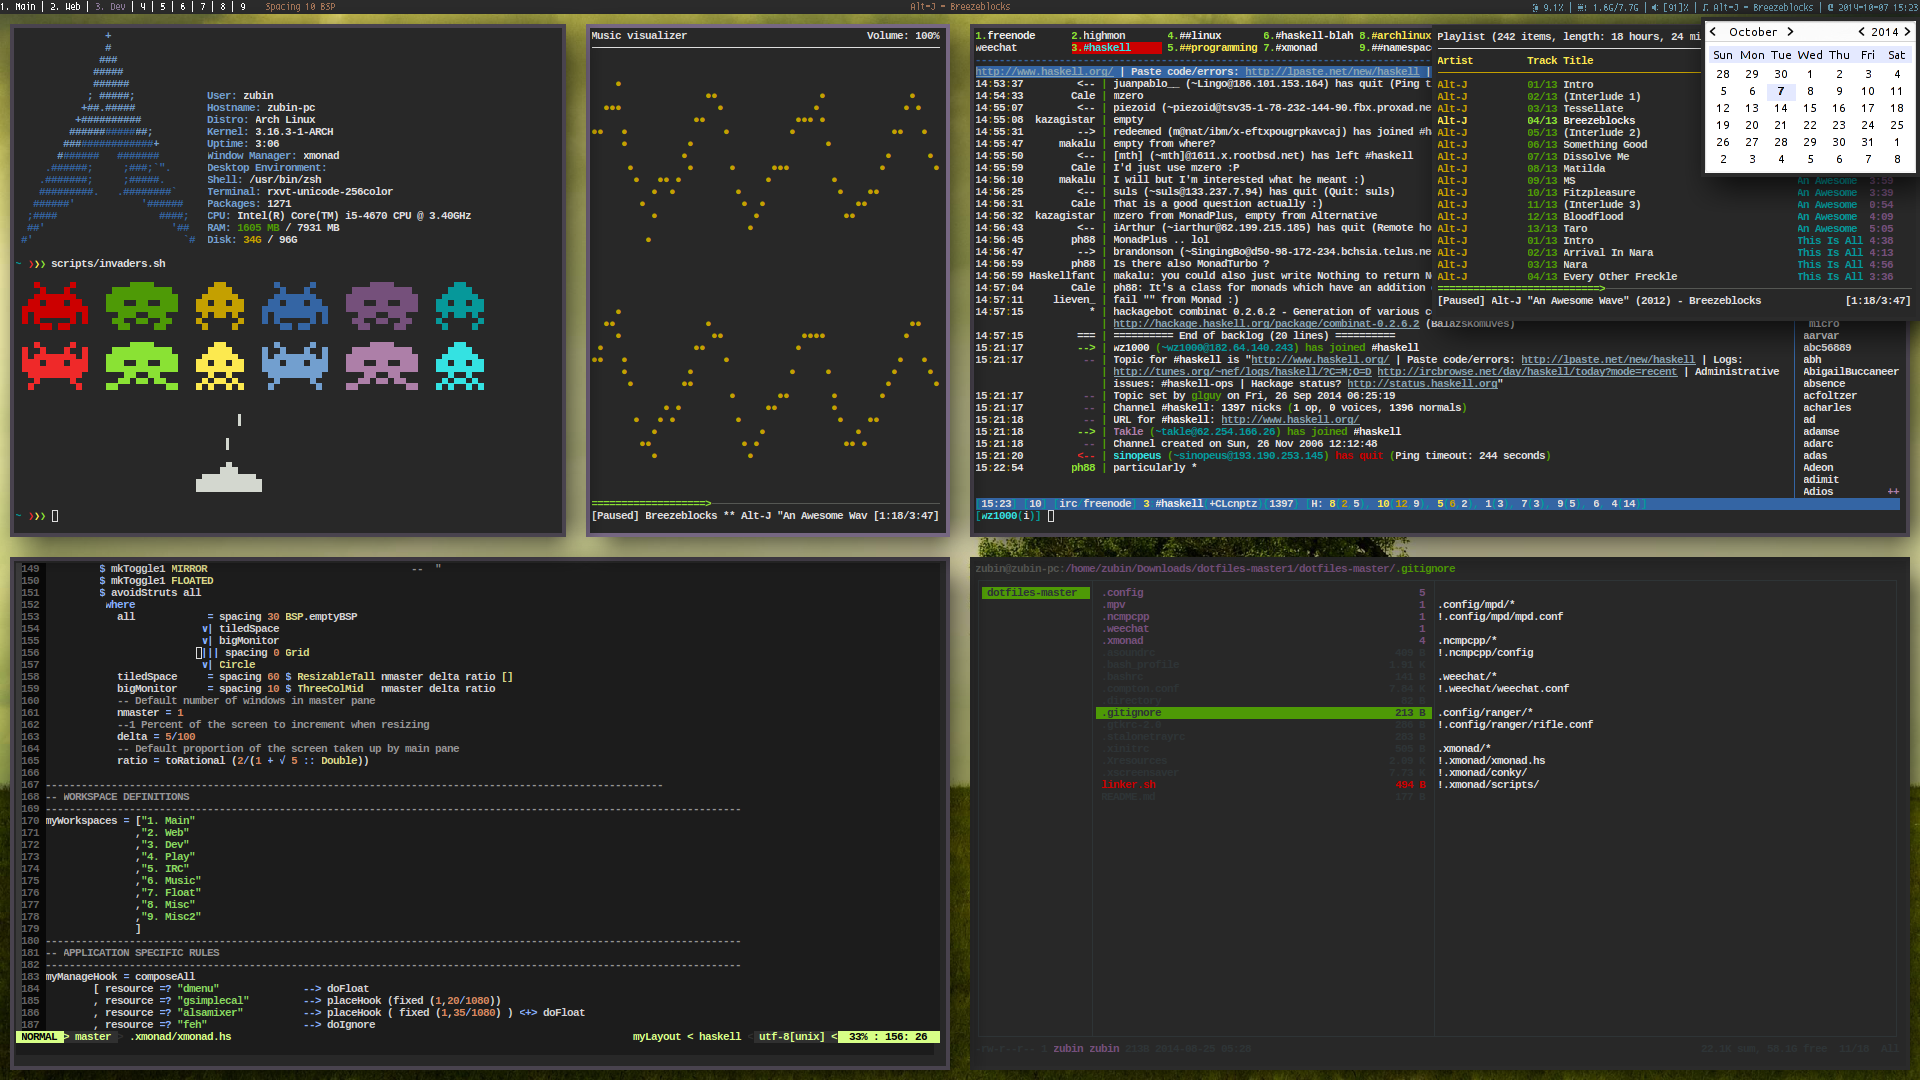 1. Main | 2. Web | 3. Dev | 4 | 5 | 6 | 7 | 8 | 9   Spacing 30 BSP
Alt-J - Breezeblocks
9.1% | 1.6G/7.7G | [91]% | Alt-J - Breezeblocks | 2014-10-07 15:23
User: zubin
Hostname: zubin-pc
Distro: Arch Linux
Kernel: 3.16.3-1-ARCH
Uptime: 3:06
Window Manager: xmonad
Desktop Environment:
Shell: /usr/bin/zsh
Terminal: rxvt-unicode-256color
Packages: 1271
CPU: Intel(R) Core(TM) i5-4670 CPU @ 3.40GHz
RAM: 1605 MB / 7931 MB
Disk: 34G / 96G
~ ❯❯❯ scripts/invaders.sh
~ ❯❯❯
Music visualizer   Volume: 100%
[Paused] Breezeblocks ** Alt-J "An Awesome Wav [1:18/3:47]
1.freenode 2.highmon 4.##linux 6.#haskell-blah 8.#archlinux
weechat 3.#haskell 5.##programming 7.#xmonad 9.##namespac
http://www.haskell.org/ | Paste code/errors: http://lpaste.net/new/haskell |
14:53:37 <-- | juanpablo__ (~Lingo@186.101.153.164) has quit (Ping t
14:54:33 Cale | mzero
14:55:07 <-- | piezoid (~piezoid@tsv35-1-78-232-144-90.fbx.proxad.ne
14:55:08 kazagistar | empty
14:55:31 --> | redeemed (m@nat/ibm/x-eftxpougrpkavcaj) has joined #h
14:55:47 makalu | empty from where?
14:55:50 <-- | [mth] (~mth]@1611.x.rootbsd.net) has left #haskell
14:55:59 Cale | I'd just use mzero :P
14:56:10 makalu | I will but I'm interested what he meant :)
14:56:25 <-- | suls (~suls@133.237.7.94) has quit (Quit: suls)
14:56:31 Cale | That is a good question actually :)
14:56:32 kazagistar | mzero from MonadPlus, empty from Alternative
14:56:43 <-- | iArthur (~iarthur@82.199.215.185) has quit (Remote ho
14:56:45 ph88 | MonadPlus .. lol
14:56:47 --> | brandonson (~SingingBo@d50-98-172-234.bchsia.telus.ne
14:56:59 ph88 | Is there also MonadTurbo ?
14:56:59 Haskellfant | makalu: you could also just write Nothing to return N
14:57:04 Cale | ph88: It's a class for monads which have an addition
14:57:11 lieven_ | fail "" from Monad :)
14:57:15 * | hackagebot combinat 0.2.6.2 - Generation of various c
| http://hackage.haskell.org/package/combinat-0.2.6.2 (BalazsKomuves)
14:57:15 === | ========== End of backlog (20 lines) ==========
15:21:17 --> | wz1000 (~wz1000@182.64.140.243) has joined #haskell
15:21:17 -- | Topic for #haskell is "http://www.haskell.org/ | Paste code/errors: http://lpaste.net/new/haskell | Logs:
| http://tunes.org/~nef/logs/haskell/?C=M;O=D http://ircbrowse.net/day/haskell/today?mode=recent | Administrative
| issues: #haskell-ops | Hackage status? http://status.haskell.org"
15:21:17 -- | Topic set by glguy on Fri, 26 Sep 2014 06:25:19
15:21:18 -- | Channel #haskell: 1397 nicks (1 op, 0 voices, 1396 normals)
15:21:18 -- | URL for #haskell: http://www.haskell.org/
15:21:18 --> | Takle (~takle@62.254.166.26) has joined #haskell
15:21:18 -- | Channel created on Sun, 26 Nov 2006 12:12:48
15:21:20 <-- | sinopeus (~sinopeus@193.190.253.145) has quit (Ping timeout: 244 seconds)
15:22:54 ph88 | particularly *
micro
aarvar
abc56889
abh
AbigailBuccaneer
absence
acfoltzer
acharles
ad
adamse
adarc
adas
Adeon
adimit
Adios ++
[15:23] [10] [irc freenode] 3 #haskell(+CLcnptz){1397} [H: 8(2,5), 10(12,9), 5(6,2), 1(3), 7(3), 9(5), 6, 4(14)]
[wz1000(i)]
Playlist (242 items, length: 18 hours, 24 mi
Artist Track Title
Alt-J 01/13 Intro
Alt-J 02/13 (Interlude 1)
Alt-J 03/13 Tessellate
Alt-J 04/13 Breezeblocks
Alt-J 05/13 (Interlude 2)
Alt-J 06/13 Something Good
Alt-J 07/13 Dissolve Me
Alt-J 08/13 Matilda
Alt-J 09/13 MS An Awesome 3:59
Alt-J 10/13 Fitzpleasure An Awesome 3:39
Alt-J 11/13 (Interlude 3) An Awesome 0:54
Alt-J 12/13 Bloodflood An Awesome 4:09
Alt-J 13/13 Taro An Awesome 5:05
Alt-J 01/13 Intro This Is All 4:38
Alt-J 02/13 Arrival In Nara This Is All 4:13
Alt-J 03/13 Nara This Is All 4:56
Alt-J 04/13 Every Other Freckle This Is All 3:36
[Paused] Alt-J "An Awesome Wave" (2012) - Breezeblocks [1:18/3:47]
< October > < 2014 >
Sun Mon Tue Wed Thu Fri Sat
28 29 30 1 2 3 4
5 6 7 8 9 10 11
12 13 14 15 16 17 18
19 20 21 22 23 24 25
26 27 28 29 30 31 1
2 3 4 5 6 7 8
149 $ mkToggle1 MIRROR -- "
150 $ mkToggle1 FLOATED
151 $ avoidStruts all
152 where
153 all = spacing 30 BSP.emptyBSP
154 v| tiledSpace
155 v| bigMonitor
156 ||| spacing 0 Grid
157 v| Circle
158 tiledSpace = spacing 60 $ ResizableTall nmaster delta ratio []
159 bigMonitor = spacing 10 $ ThreeColMid nmaster delta ratio
160 -- Default number of windows in master pane
161 nmaster = 1
162 --1 Percent of the screen to increment when resizing
163 delta = 5/100
164 -- Default proportion of the screen taken up by main pane
165 ratio = toRational (2/(1 + √ 5 :: Double))
166
167 ----------
168 -- WORKSPACE DEFINITIONS
169 ----------
170 myWorkspaces = ["1. Main"
171 ,"2. Web"
172 ,"3. Dev"
173 ,"4. Play"
174 ,"5. IRC"
175 ,"6. Music"
176 ,"7. Float"
177 ,"8. Misc"
178 ,"9. Misc2"
179 ]
180 ----------
181 -- APPLICATION SPECIFIC RULES
182 ----------
183 myManageHook = composeAll
184 [ resource =? "dmenu" --> doFloat
185 , resource =? "gsimplecal" --> placeHook (fixed (1,20/1080))
186 , resource =? "alsamixer" --> placeHook ( fixed (1,35/1080) ) <+> doFloat
187 , resource =? "feh" --> doIgnore
NORMAL > master > .xmonad/xmonad.hs   myLayout < haskell < utf-8[unix] < 33% : 156: 26
zubin@zubin-pc:/home/zubin/Downloads/dotfiles-master1/dotfiles-master/.gitignore
dotfiles-master
.config 5
.mpv 1
.ncmpcpp 1
.weechat 1
.xmonad 4
.asoundrc
.bash_profile
.bashrc
.compton.conf
.directory
.gitignore 213 B
.stalonetrayrc
.xinitrc
.xresources
.xscreensaver
linker.sh 494 B
README.md
.config/mpd/*
!.config/mpd/mpd.conf
.ncmpcpp/*
!.ncmpcpp/config
.weechat/*
!.weechat/weechat.conf
.config/ranger/*
!.config/ranger/rifle.conf
.xmonad/*
!.xmonad/xmonad.hs
!.xmonad/conky/
!.xmonad/scripts/
-rw-r--r-- 1 zubin zubin